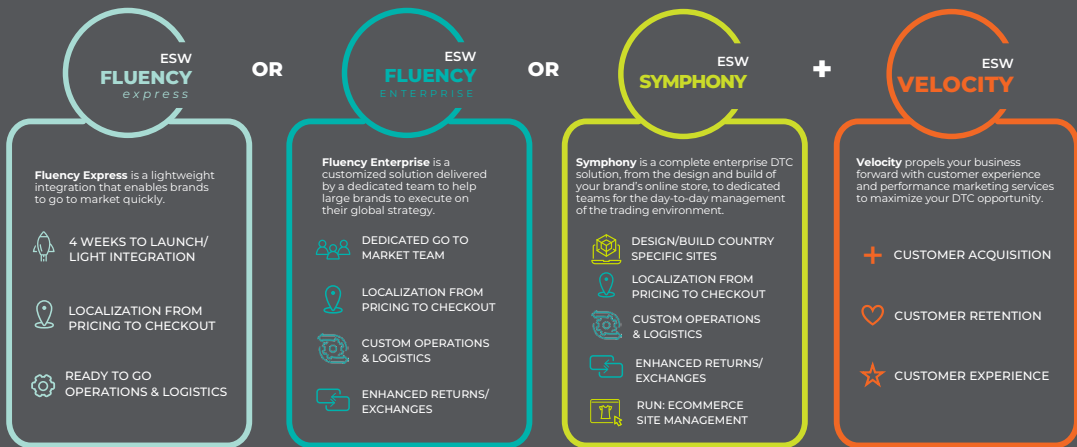 ESW
FLUENCY
express
OR
ESW
FLUENCY
ENTERPRISE
OR
ESW
SYMPHONY
+
ESW
VELOCITY
Fluency Express is a lightweight
integration that enables brands
to go to market quickly.
4 WEEKS TO LAUNCH/
LIGHT INTEGRATION
LOCALIZATION FROM
PRICING TO CHECKOUT
READY TO GO
OPERATIONS & LOGISTICS
Fluency Enterprise is a
customized solution delivered
by a dedicated team to help
large brands to execute on
their global strategy.
DEDICATED GO TO
MARKET TEAM
LOCALIZATION FROM
PRICING TO CHECKOUT
CUSTOM OPERATIONS
& LOGISTICS
ENHANCED RETURNS/
EXCHANGES
Symphony is a complete enterprise DTC
solution, from the design and build of
your brand's online store, to dedicated
teams for the day-to-day management
of the trading environment.
DESIGN/BUILD COUNTRY
SPECIFIC SITES
LOCALIZATION FROM
PRICING TO CHECKOUT
CUSTOM OPERATIONS
& LOGISTICS
ENHANCED RETURNS/
EXCHANGES
RUN: ECOMMERCE
SITE MANAGEMENT
Velocity propels your business
forward with customer experience
and performance marketing services
to maximize your DTC opportunity.
CUSTOMER ACQUISITION
CUSTOMER RETENTION
CUSTOMER EXPERIENCE